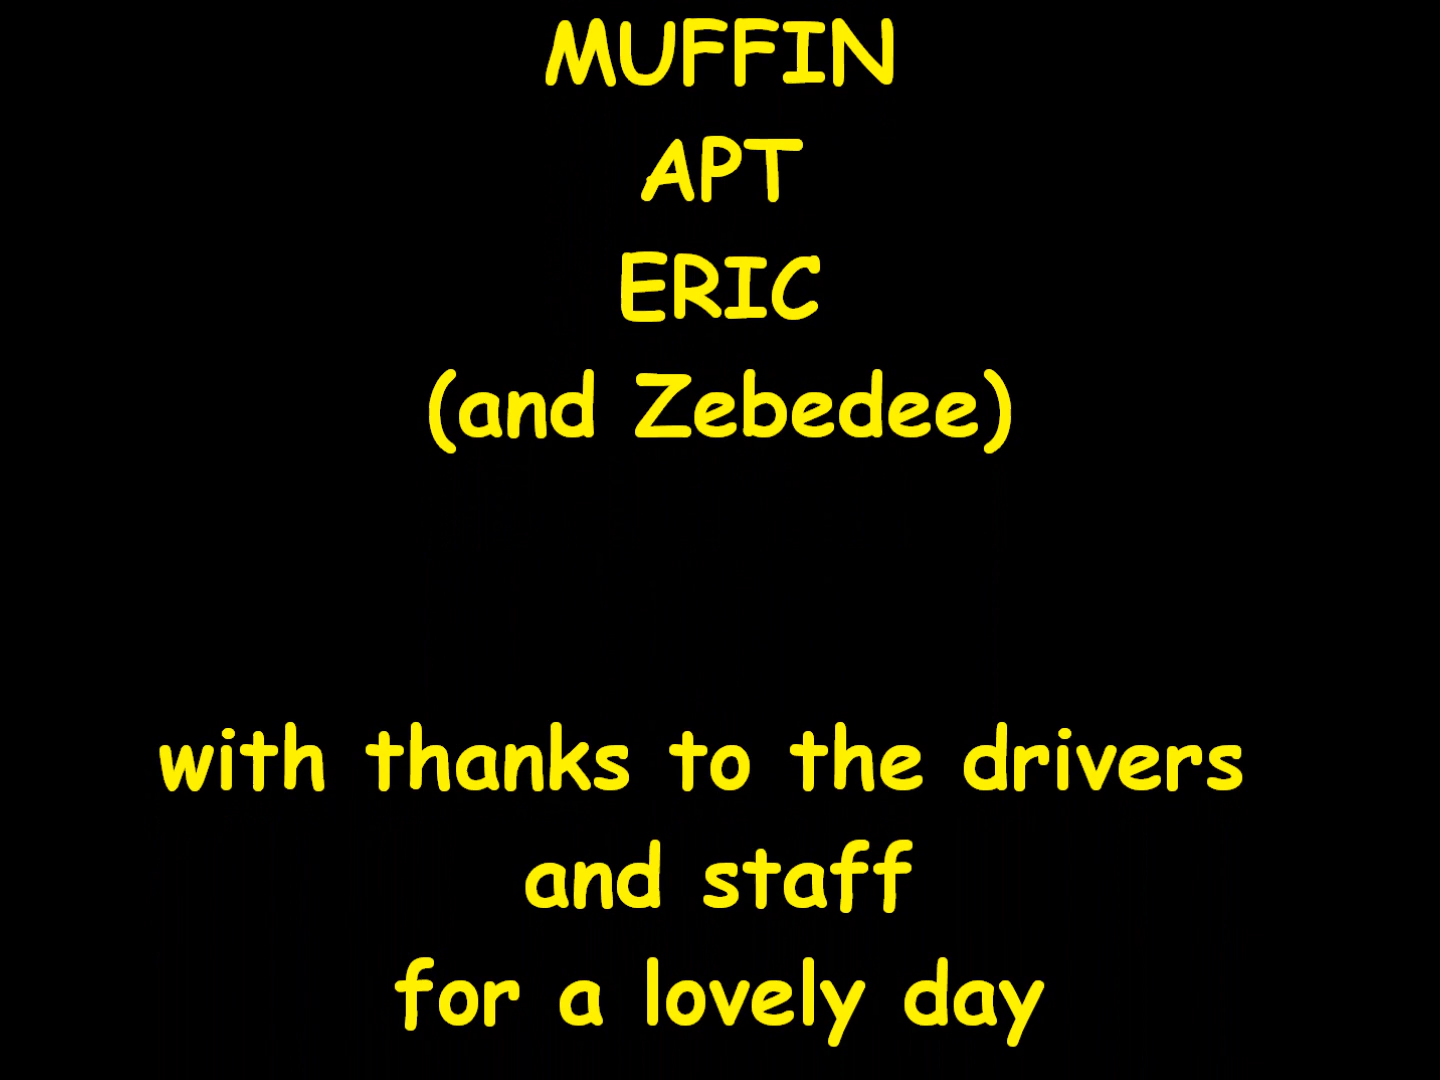 MUFFIN
APT
ERIC
(and Zebedee)
with thanks to the drivers
and staff
for a lovely day